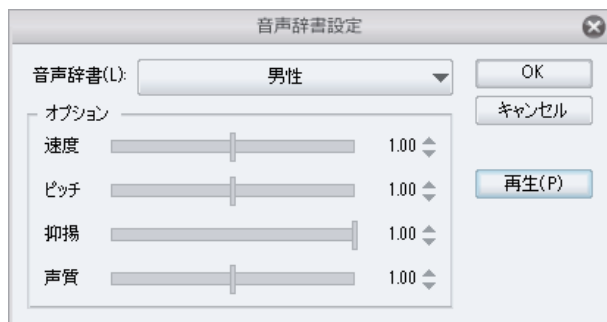 音声辞書設定
音声辞書(L): 男性
OK
キャンセル
オプション
速度 1.00
再生(P)
ピッチ 1.00
抑揚 1.00
声質 1.00